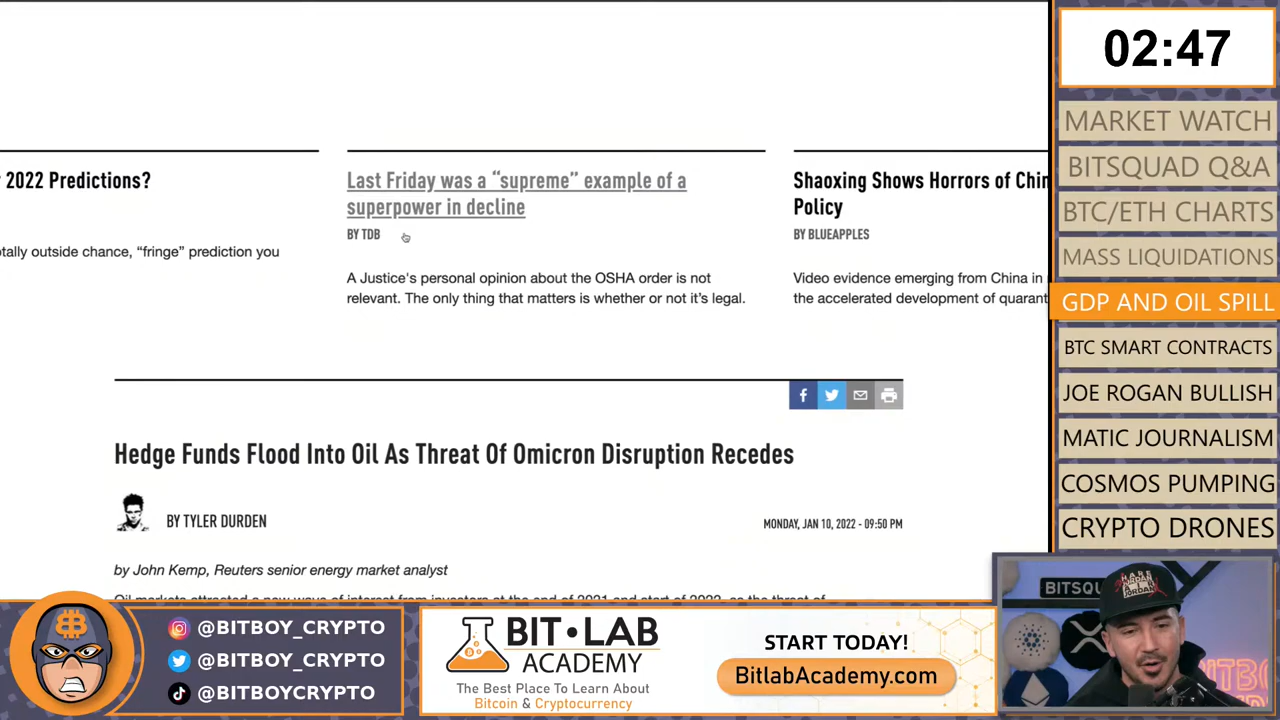 2022 Predictions?
otally outside chance, “fringe” prediction you
Last Friday was a “supreme” example of a
superpower in decline
BY TDB
A Justice's personal opinion about the OSHA order is not
relevant. The only thing that matters is whether or not it’s legal.
Shaoxing Shows Horrors of Chin
Policy
BY BLUEAPPLES
Video evidence emerging from China in
the accelerated development of quarant
Hedge Funds Flood Into Oil As Threat Of Omicron Disruption Recedes
BY TYLER DURDEN
MONDAY, JAN 10, 2022 - 09:50 PM
by John Kemp, Reuters senior energy market analyst
02:47
MARKET WATCH
BITSQUAD Q&A
BTC/ETH CHARTS
MASS LIQUIDATIONS
GDP AND OIL SPILL
BTC SMART CONTRACTS
JOE ROGAN BULLISH
MATIC JOURNALISM
COSMOS PUMPING
CRYPTO DRONES
BITSQU
@BITBOY_CRYPTO
@BITBOY_CRYPTO
@BITBOYCRYPTO
BIT•LAB
ACADEMY
The Best Place To Learn About
Bitcoin & Cryptocurrency
START TODAY!
BitlabAcademy.com